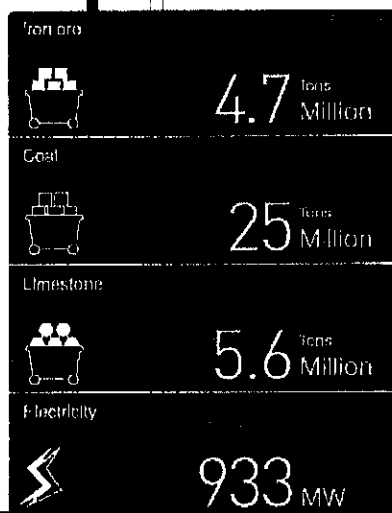 Iron ore
4.7 Tons Million
Coal
25 Tons Million
Limestone
5.6 Tons Million
Electricity
933 MW